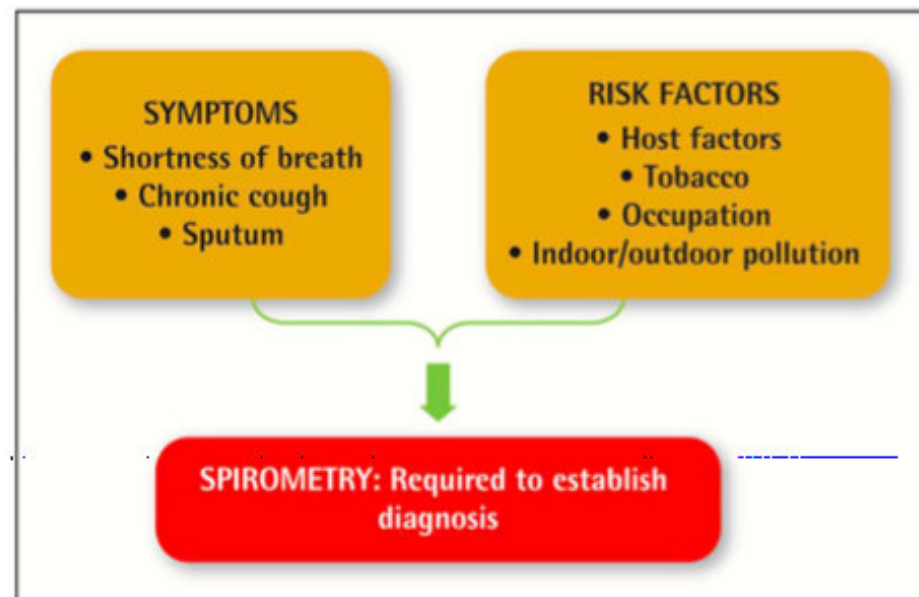 SYMPTOMS
• Shortness of breath
• Chronic cough
• Sputum
RISK FACTORS
• Host factors
• Tobacco
• Occupation
• Indoor/outdoor pollution
SPIROMETRY: Required to establish
diagnosis